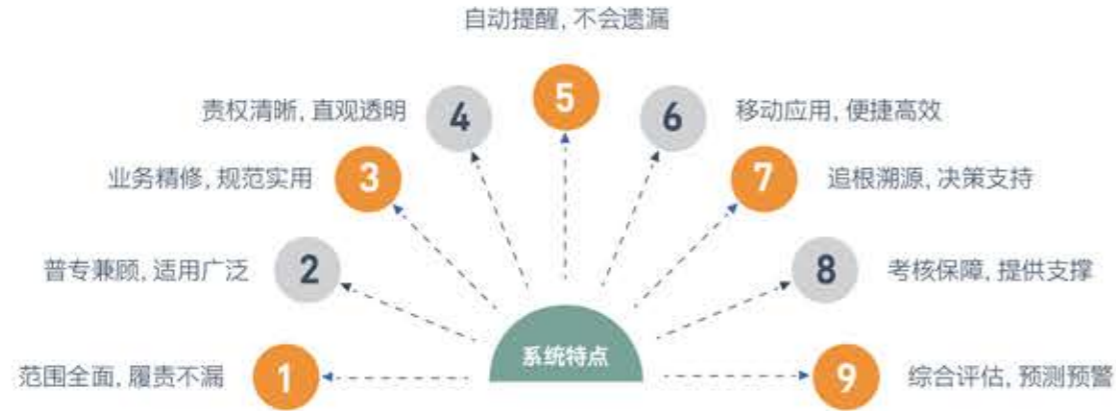 自动提醒, 不会遗漏
5
责权清晰, 直观透明 4
6 移动应用, 便捷高效
业务精修, 规范实用 3
7 追根溯源, 决策支持
普专兼顾, 适用广泛 2
8 考核保障, 提供支撑
系统特点
范围全面, 履责不漏 1
9 综合评估, 预测预警